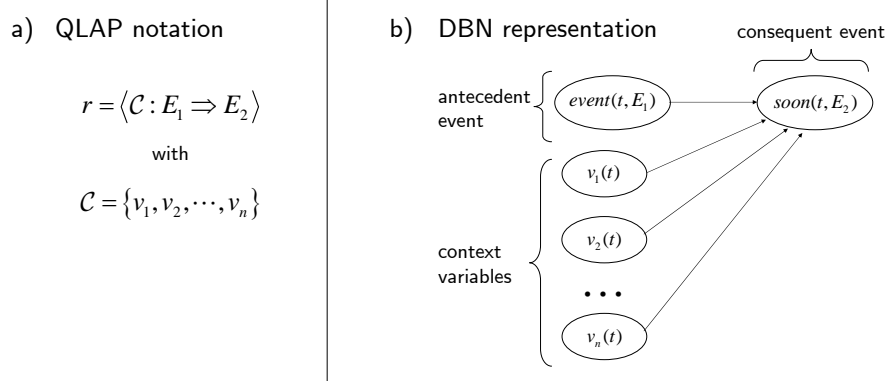 a) QLAP notation
r = ⟨𝒞 : E₁ ⇒ E₂⟩
with
𝒞 = {v₁, v₂, ⋯, vₙ}
b) DBN representation
consequent event
antecedent
event
event(t, E₁)
soon(t, E₂)
v₁(t)
v₂(t)
context
variables
• • •
vₙ(t)